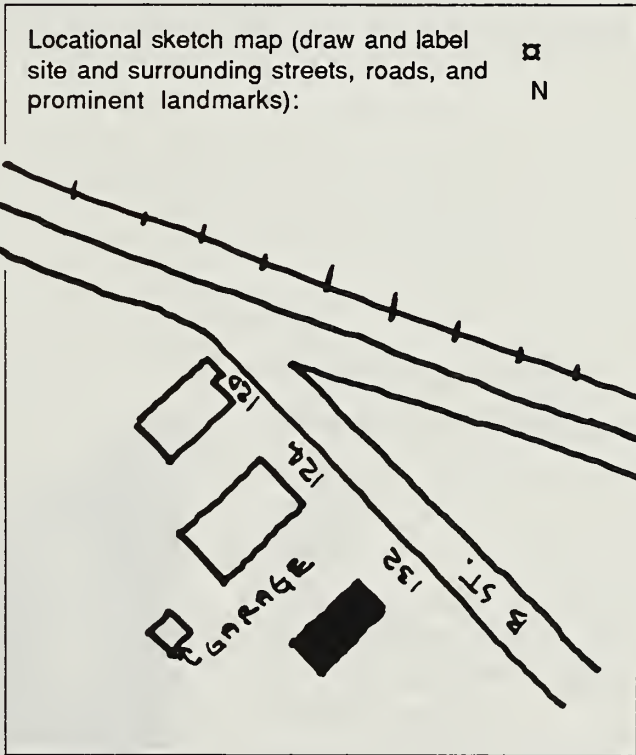 Locational sketch map (draw and label
site and surrounding streets, roads, and
prominent landmarks):
¤
N
120
124
132
B ST.
GARAGE